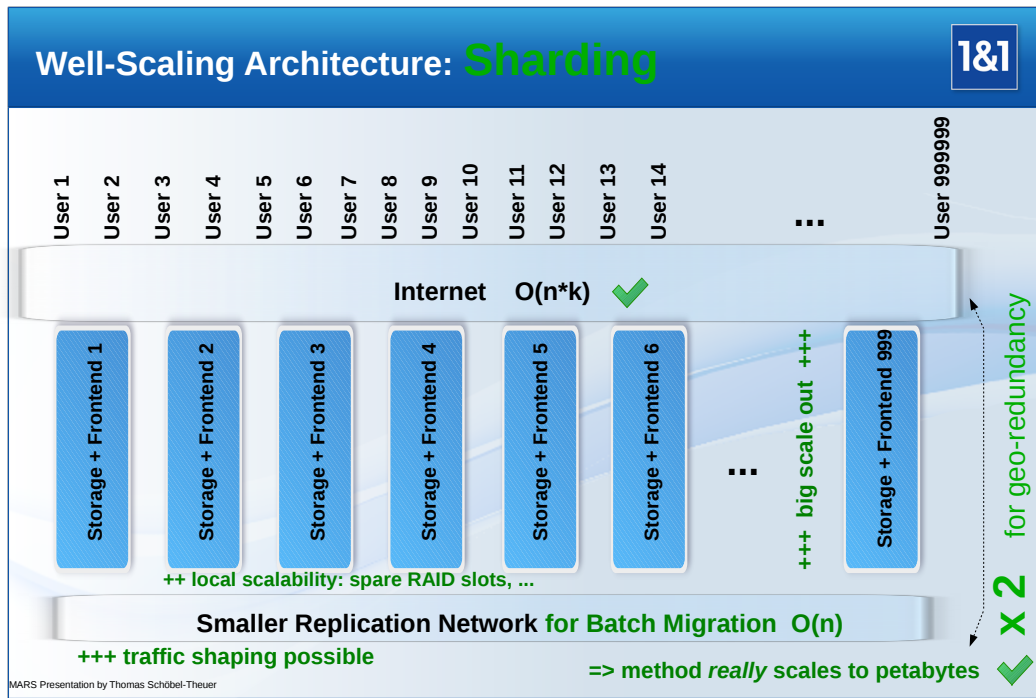 Well-Scaling Architecture: Sharding
1&1
User 1
User 2
User 3
User 4
User 5
User 6
User 7
User 8
User 9
User 10
User 11
User 12
User 13
User 14
...
User 999999
Internet O(n*k)
Storage + Frontend 1
Storage + Frontend 2
Storage + Frontend 3
Storage + Frontend 4
Storage + Frontend 5
Storage + Frontend 6
...
+++ big scale out +++
Storage + Frontend 999
x 2 for geo-redundancy
++ local scalability: spare RAID slots, ...
Smaller Replication Network for Batch Migration O(n)
+++ traffic shaping possible
=> method really scales to petabytes
MARS Presentation by Thomas Schöbel-Theuer